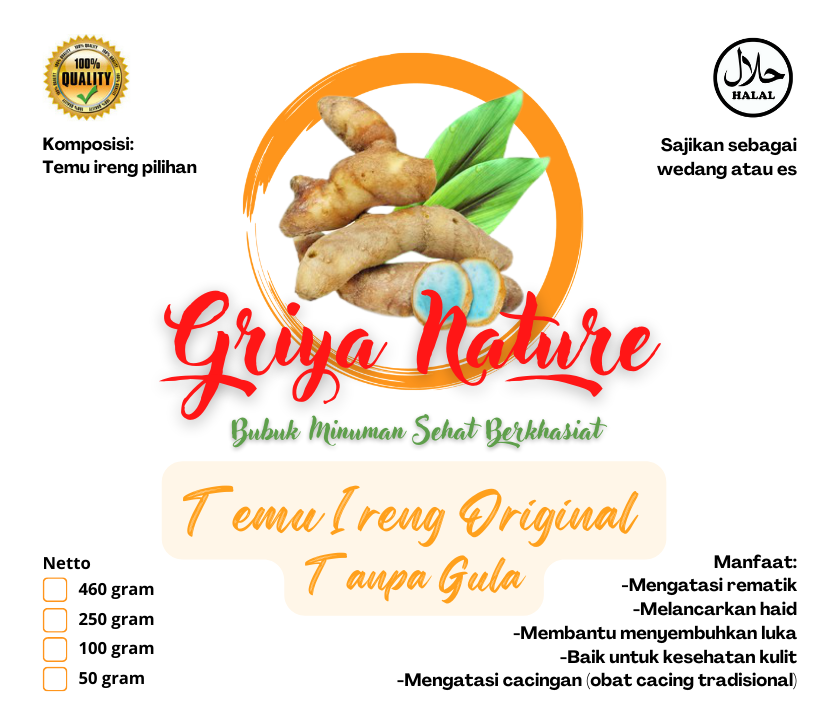 100%
QUALITY
حلال
HALAL
Komposisi:
Temu ireng pilihan
Sajikan sebagai
wedang atau es
Griya Nature
Bubuk Minuman Sehat Berkhasiat
Temu Ireng Original
Tanpa Gula
Netto
460 gram
250 gram
100 gram
50 gram
Manfaat:
-Mengatasi rematik
-Melancarkan haid
-Membantu menyembuhkan luka
-Baik untuk kesehatan kulit
-Mengatasi cacingan (obat cacing tradisional)